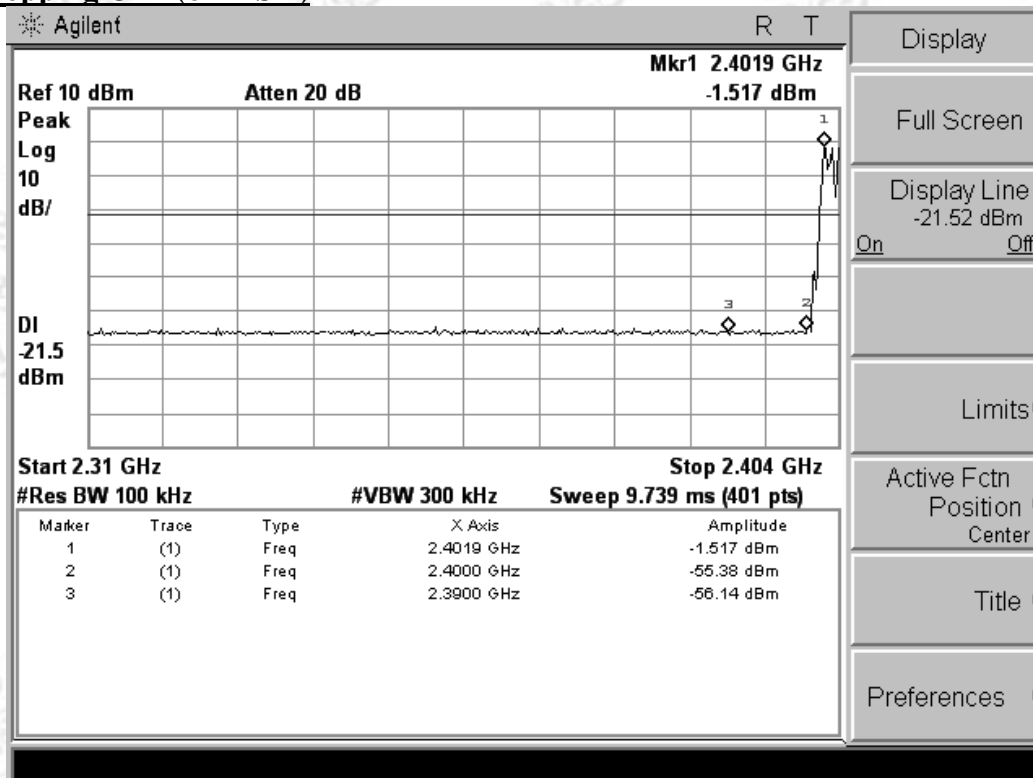 Agilent R T
Mkr1 2.4019 GHz
Ref 10 dBm Atten 20 dB -1.517 dBm
Peak
Log
10
dB/
1
3
2
DI
-21.5
dBm
Start 2.31 GHz Stop 2.404 GHz
#Res BW 100 kHz #VBW 300 kHz Sweep 9.739 ms (401 pts)
Marker Trace Type X Axis Amplitude
1 (1) Freq 2.4019 GHz -1.517 dBm
2 (1) Freq 2.4000 GHz -55.38 dBm
3 (1) Freq 2.3900 GHz -56.14 dBm
Display
Full Screen
Display Line
-21.52 dBm
On Off
Limits
Active Fctn
Position
Center
Title
Preferences